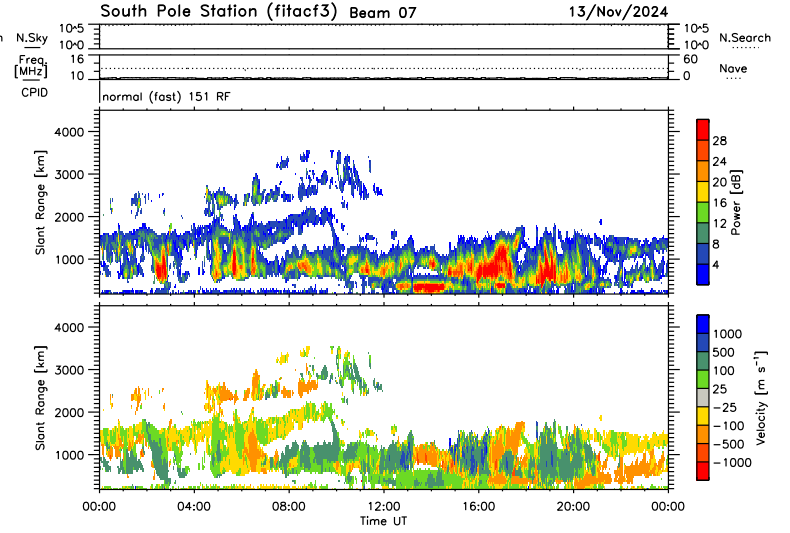 South Pole Station (fitacf3) Beam 07 13/Nov/2024
N.Sky 10^5 10^0 10^5 10^0 N.Search
Freq. [MHz] 16 10 60 0 Nave
CPID normal (fast) 151 RF
Slant Range [km] 4000 3000 2000 1000
28 24 20 16 12 8 4 Power [dB]
Slant Range [km] 4000 3000 2000 1000
1000 500 100 25 -25 -100 -500 -1000 Velocity [m s⁻¹]
00:00 04:00 08:00 12:00 16:00 20:00 00:00
Time UT